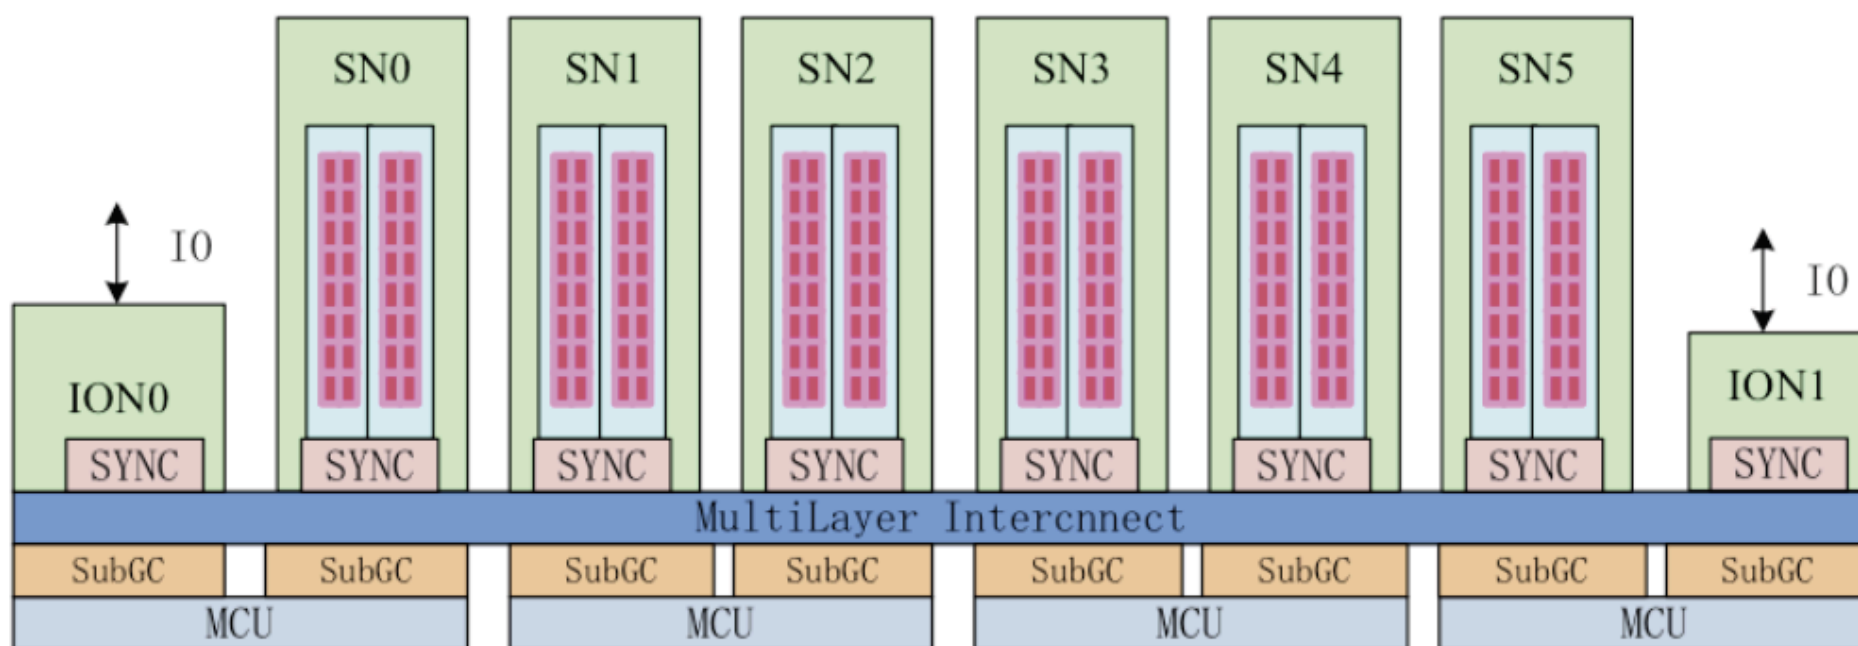 SN0 SN1 SN2 SN3 SN4 SN5
IO
IO
ION0
ION1
SYNC SYNC SYNC SYNC SYNC SYNC SYNC SYNC
MultiLayer Intercnnect
SubGC SubGC SubGC SubGC SubGC SubGC SubGC SubGC
MCU MCU MCU MCU